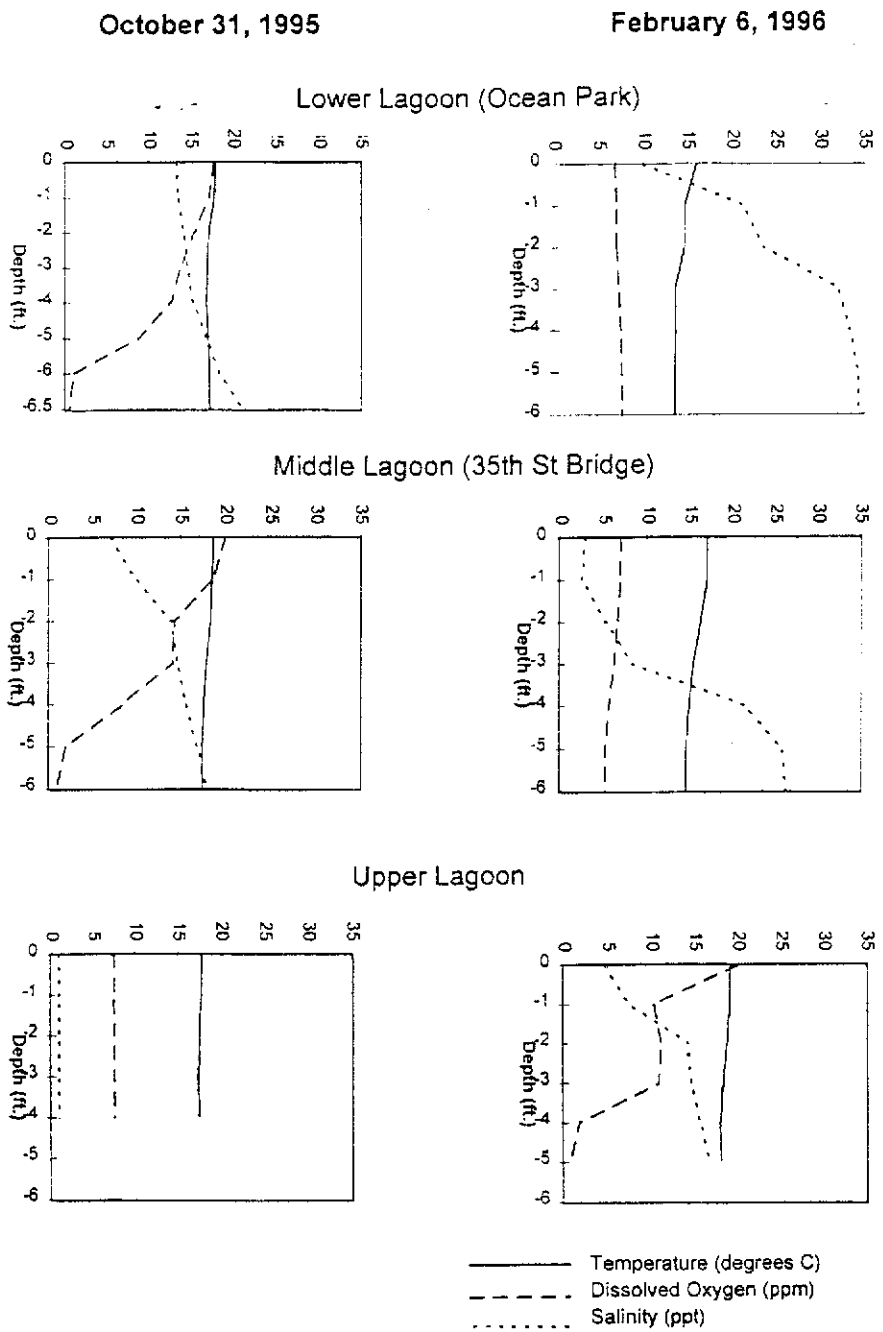 October 31, 1995
February 6, 1996
Lower Lagoon (Ocean Park)
0 5 10 15 20 25 30 35 45
0
-1
-2
-3
-4
-5
-6
6.5
Depth (ft.)
0 5 10 15 20 25 30 34
0
-1
-2
-3
-4
-5
-6
Depth (ft.)
Middle Lagoon (35th St Bridge)
0 5 10 15 20 25 30 35
0
-1
-2
-3
-4
-5
-6
Depth (ft.)
0 5 10 15 20 25 30 35
0
-1
-2
-3
-4
-5
-6
Depth (ft.)
Upper Lagoon
0 5 10 15 20 25 30 35
0
-1
-2
-3
-4
-5
-6
Depth (ft.)
0 5 10 15 20 25 30 35
0
-1
-2
-3
-4
-5
-6
Depth (ft.)
Temperature (degrees C)
Dissolved Oxygen (ppm)
Salinity (ppt)